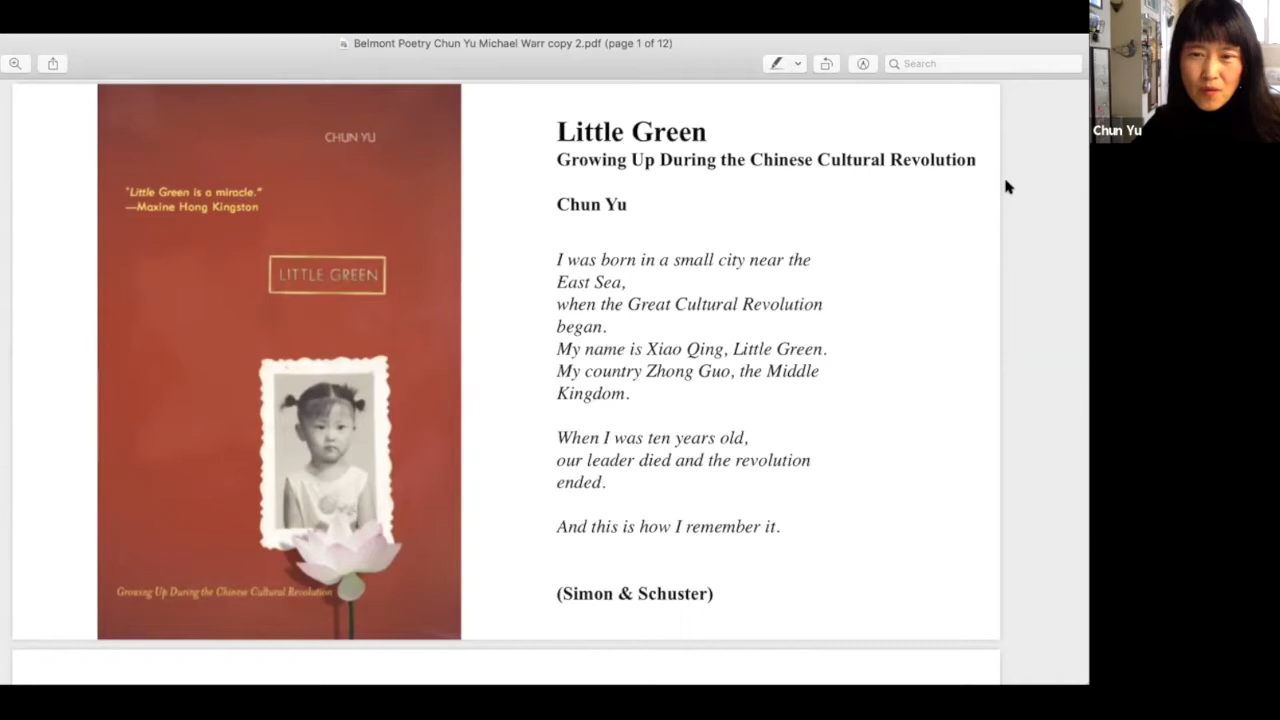 Belmont Poetry Chun Yu Michael Warr copy 2.pdf (page 1 of 12)
Search
Chun Yu
CHUN YU
"Little Green is a miracle."
—Maxine Hong Kingston
LITTLE GREEN
Growing Up During the Chinese Cultural Revolution
Little Green
Growing Up During the Chinese Cultural Revolution
Chun Yu
I was born in a small city near the
East Sea,
when the Great Cultural Revolution
began.
My name is Xiao Qing, Little Green.
My country Zhong Guo, the Middle
Kingdom.
When I was ten years old,
our leader died and the revolution
ended.
And this is how I remember it.
(Simon & Schuster)